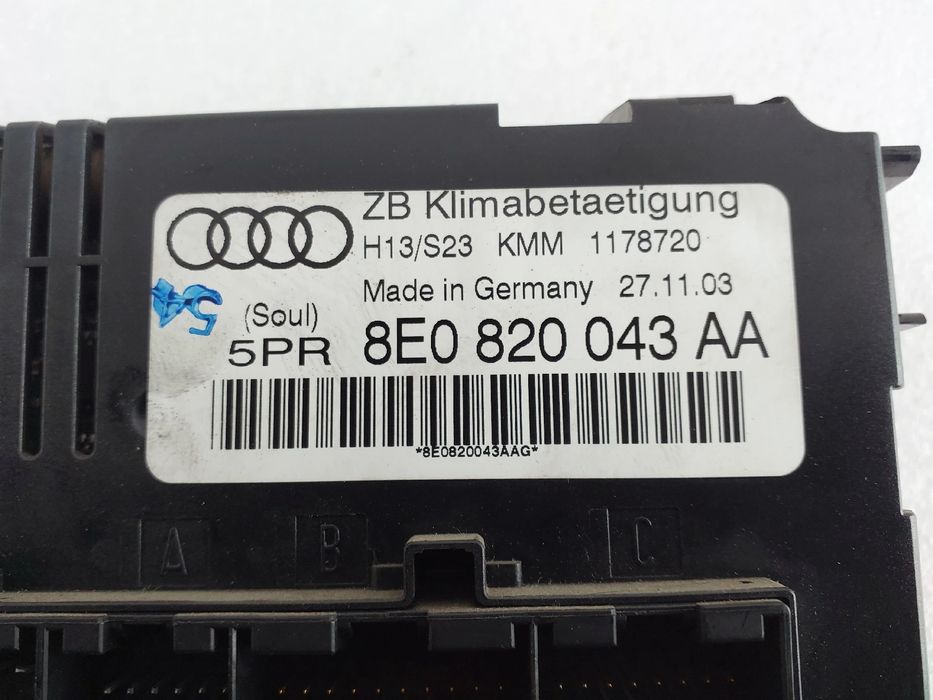 ZB Klimabetaetigung
H13/S23 KMM 1178720
Made in Germany 27.11.03
54
(Soul)
5PR 8E0 820 043 AA
*8E0820043AAG*
A B C